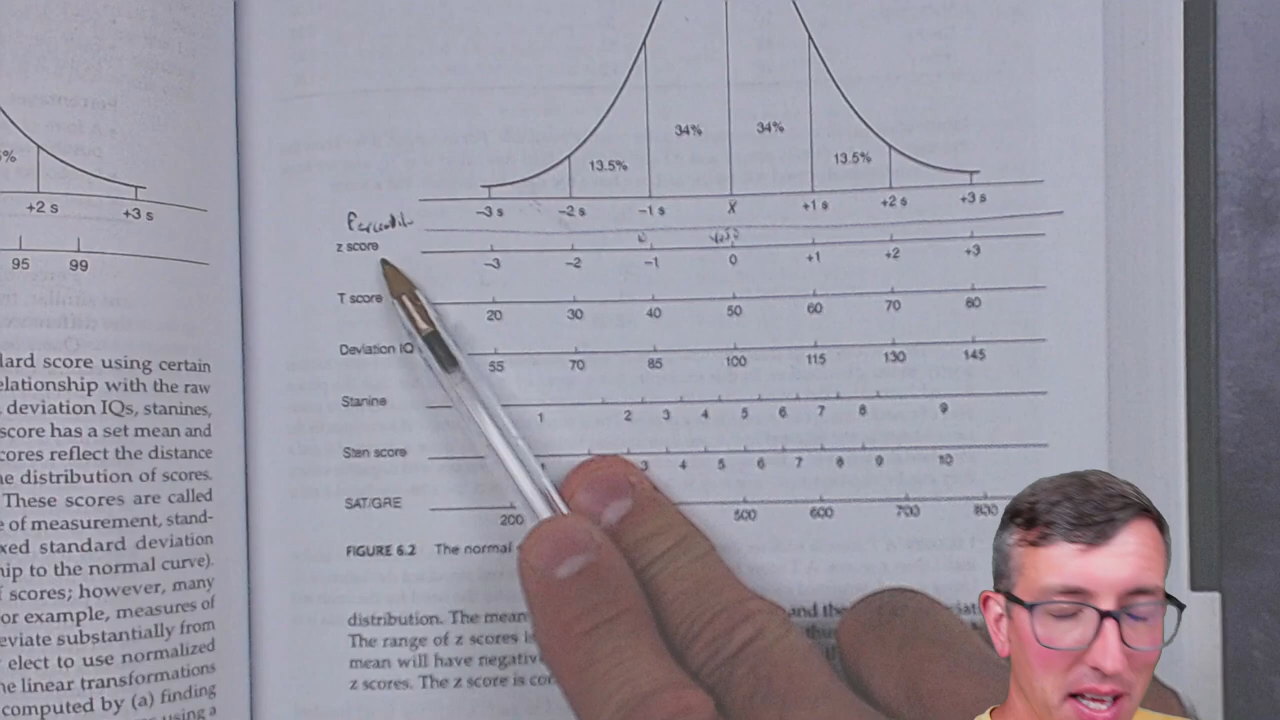 %
+2 s +3 s
95 99
lard score using certain
elationship with the raw
, deviation IQs, stanines,
score has a set mean and
cores reflect the distance
he distribution of scores.
These scores are called
e of measurement, stand-
xed standard deviation
hip to the normal curve).
f scores; however, many
or example, measures of
eviate substantially from
elect to use normalized
he linear transformations
computed by (a) finding
using a
34% 34%
13.5% 13.5%
−3 s −2 s −1 s X +1 s +2 s +3 s
z score −3 −2 −1 0 +1 +2 +3
T score 20 30 40 50 60 70 80
Deviation IQ 55 70 85 100 115 130 145
Stanine 1 2 3 4 5 6 7 8 9
Sten score 1 3 4 5 6 7 8 9 10
SAT/GRE 200 500 600 700 800
FIGURE 6.2 The normal
distribution. The mean and the
The range of z scores is
mean will have negativ
z scores. The z score is co